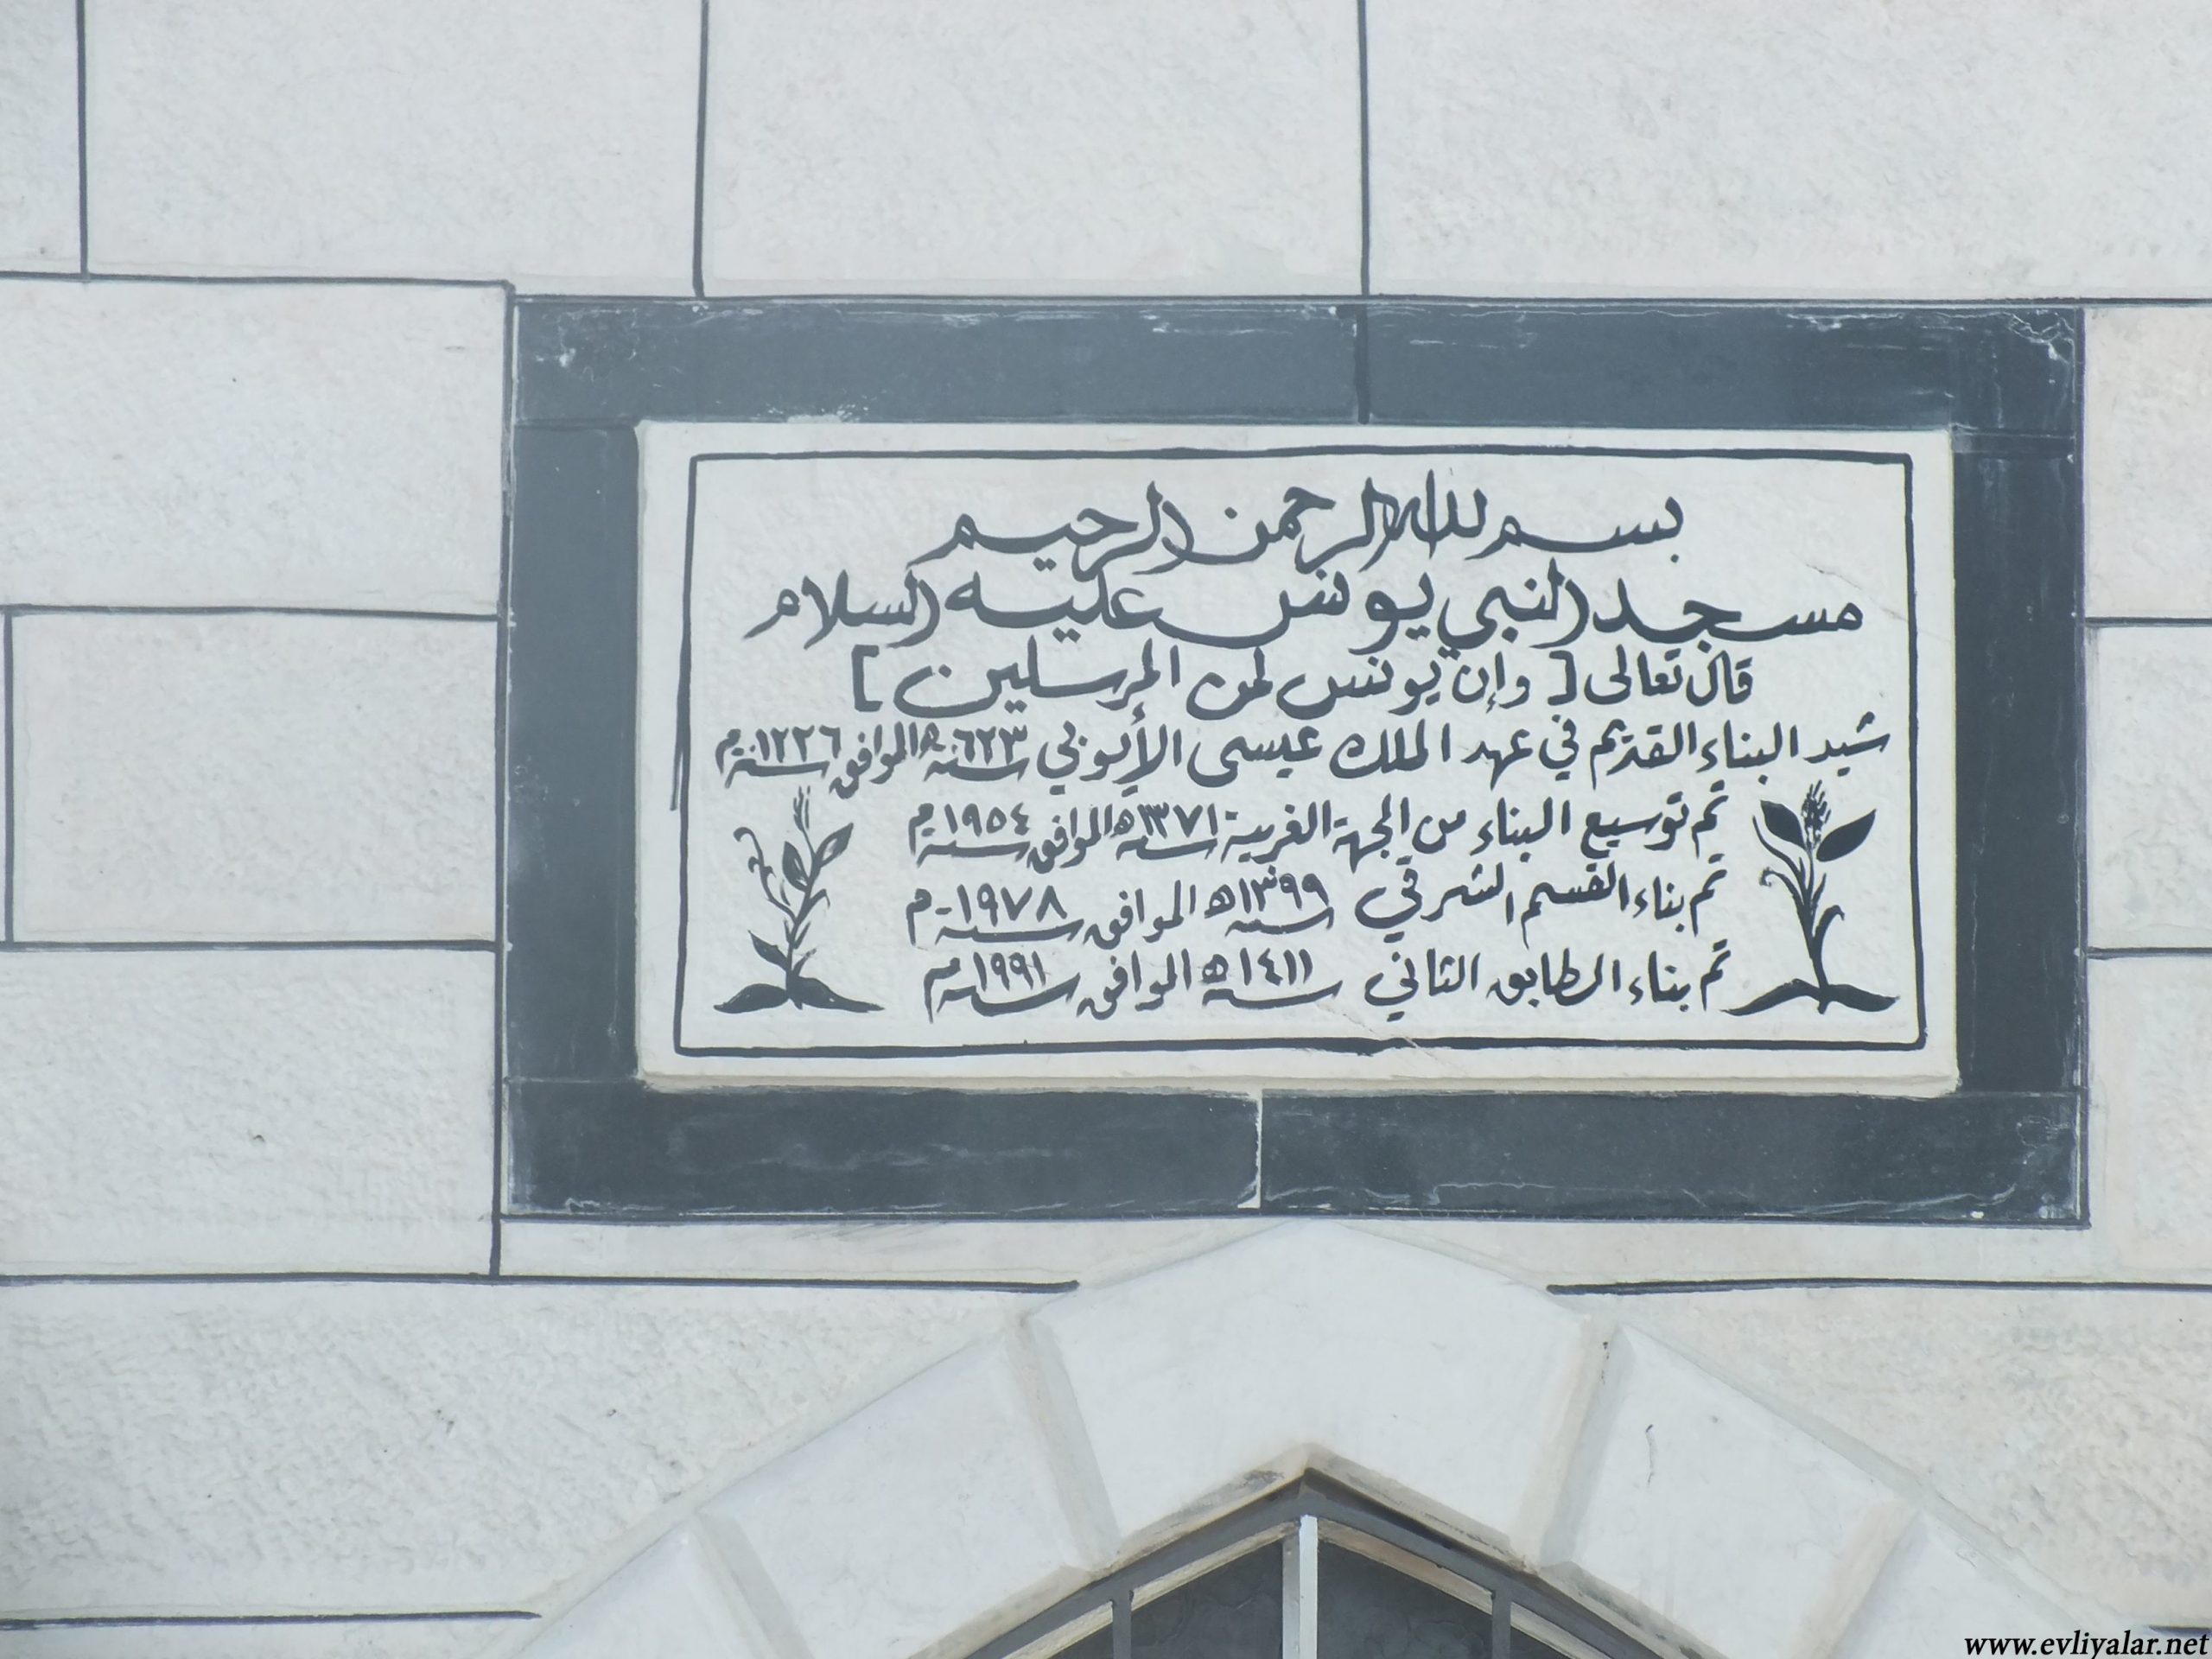 بسم الله الرحمن الرحيم
مسجد النبي يونس عليه السلام
قال تعالى [ وإن يونس لمن المرسلين ]
شيد البناء القديم في عهد الملك عيسى الأيوبي سنة ٦٢٣هـ الموافق سنة ١٢٢٦م
تم توسيع البناء من الجهة الغربية سنة ١٣٧١هـ الموافق سنة ١٩٥٤م
تم بناء القسم الشرقي سنة ١٣٩٩هـ الموافق سنة ١٩٧٨م
تم بناء الطابق الثاني سنة ١٤١١هـ الموافق سنة ١٩٩١م
www.evliyalar.net